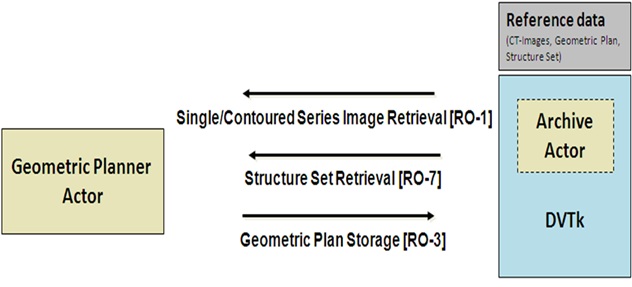 Reference data
(CT-Images, Geometric Plan,
Structure Set)
Single/Contoured Series Image Retrieval [RO-1]
Archive
Actor
Geometric Planner
Actor
Structure Set Retrieval [RO-7]
DVTk
Geometric Plan Storage [RO-3]